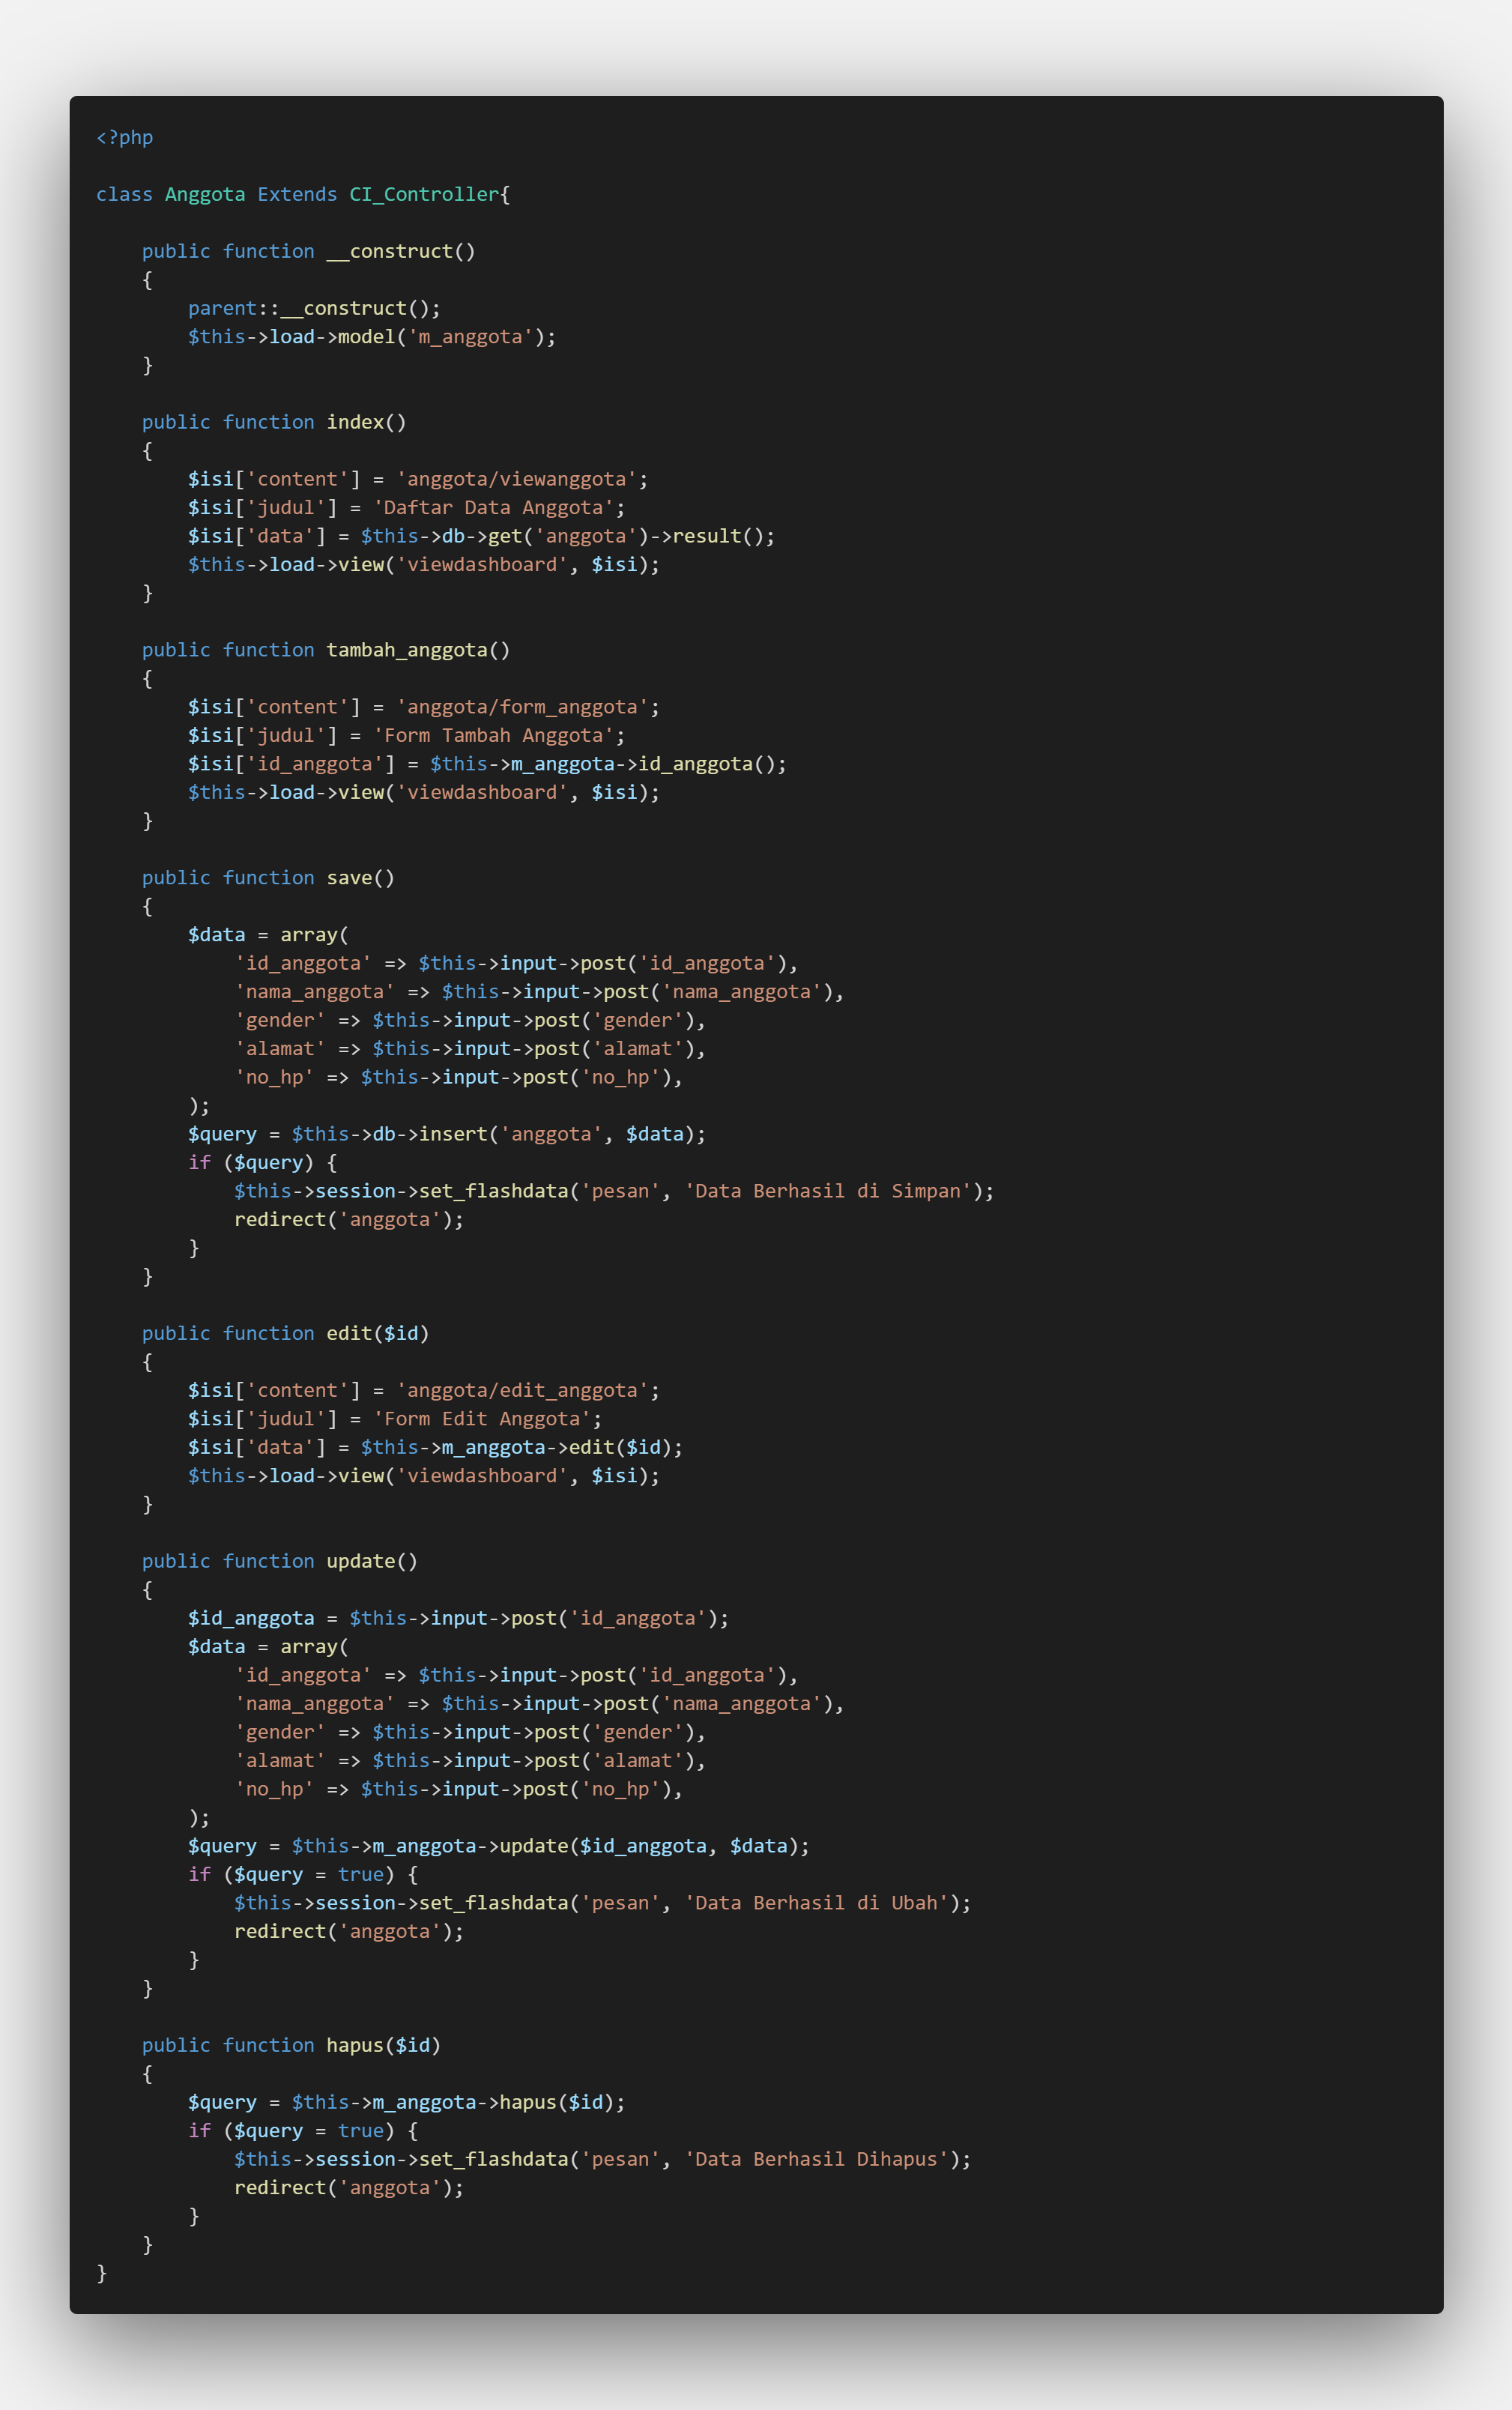 <?php

class Anggota Extends CI_Controller{

    public function __construct()
    {
        parent::__construct();
        $this->load->model('m_anggota');
    }

    public function index()
    {
        $isi['content'] = 'anggota/viewanggota';
        $isi['judul'] = 'Daftar Data Anggota';
        $isi['data'] = $this->db->get('anggota')->result();
        $this->load->view('viewdashboard', $isi);
    }

    public function tambah_anggota()
    {
        $isi['content'] = 'anggota/form_anggota';
        $isi['judul'] = 'Form Tambah Anggota';
        $isi['id_anggota'] = $this->m_anggota->id_anggota();
        $this->load->view('viewdashboard', $isi);
    }

    public function save()
    {
        $data = array(
            'id_anggota' => $this->input->post('id_anggota'),
            'nama_anggota' => $this->input->post('nama_anggota'),
            'gender' => $this->input->post('gender'),
            'alamat' => $this->input->post('alamat'),
            'no_hp' => $this->input->post('no_hp'),
        );
        $query = $this->db->insert('anggota', $data);
        if ($query) {
            $this->session->set_flashdata('pesan', 'Data Berhasil di Simpan');
            redirect('anggota');
        }
    }

    public function edit($id)
    {
        $isi['content'] = 'anggota/edit_anggota';
        $isi['judul'] = 'Form Edit Anggota';
        $isi['data'] = $this->m_anggota->edit($id);
        $this->load->view('viewdashboard', $isi);
    }

    public function update()
    {
        $id_anggota = $this->input->post('id_anggota');
        $data = array(
            'id_anggota' => $this->input->post('id_anggota'),
            'nama_anggota' => $this->input->post('nama_anggota'),
            'gender' => $this->input->post('gender'),
            'alamat' => $this->input->post('alamat'),
            'no_hp' => $this->input->post('no_hp'),
        );
        $query = $this->m_anggota->update($id_anggota, $data);
        if ($query = true) {
            $this->session->set_flashdata('pesan', 'Data Berhasil di Ubah');
            redirect('anggota');
        }
    }

    public function hapus($id)
    {
        $query = $this->m_anggota->hapus($id);
        if ($query = true) {
            $this->session->set_flashdata('pesan', 'Data Berhasil Dihapus');
            redirect('anggota');
        }
    }
}